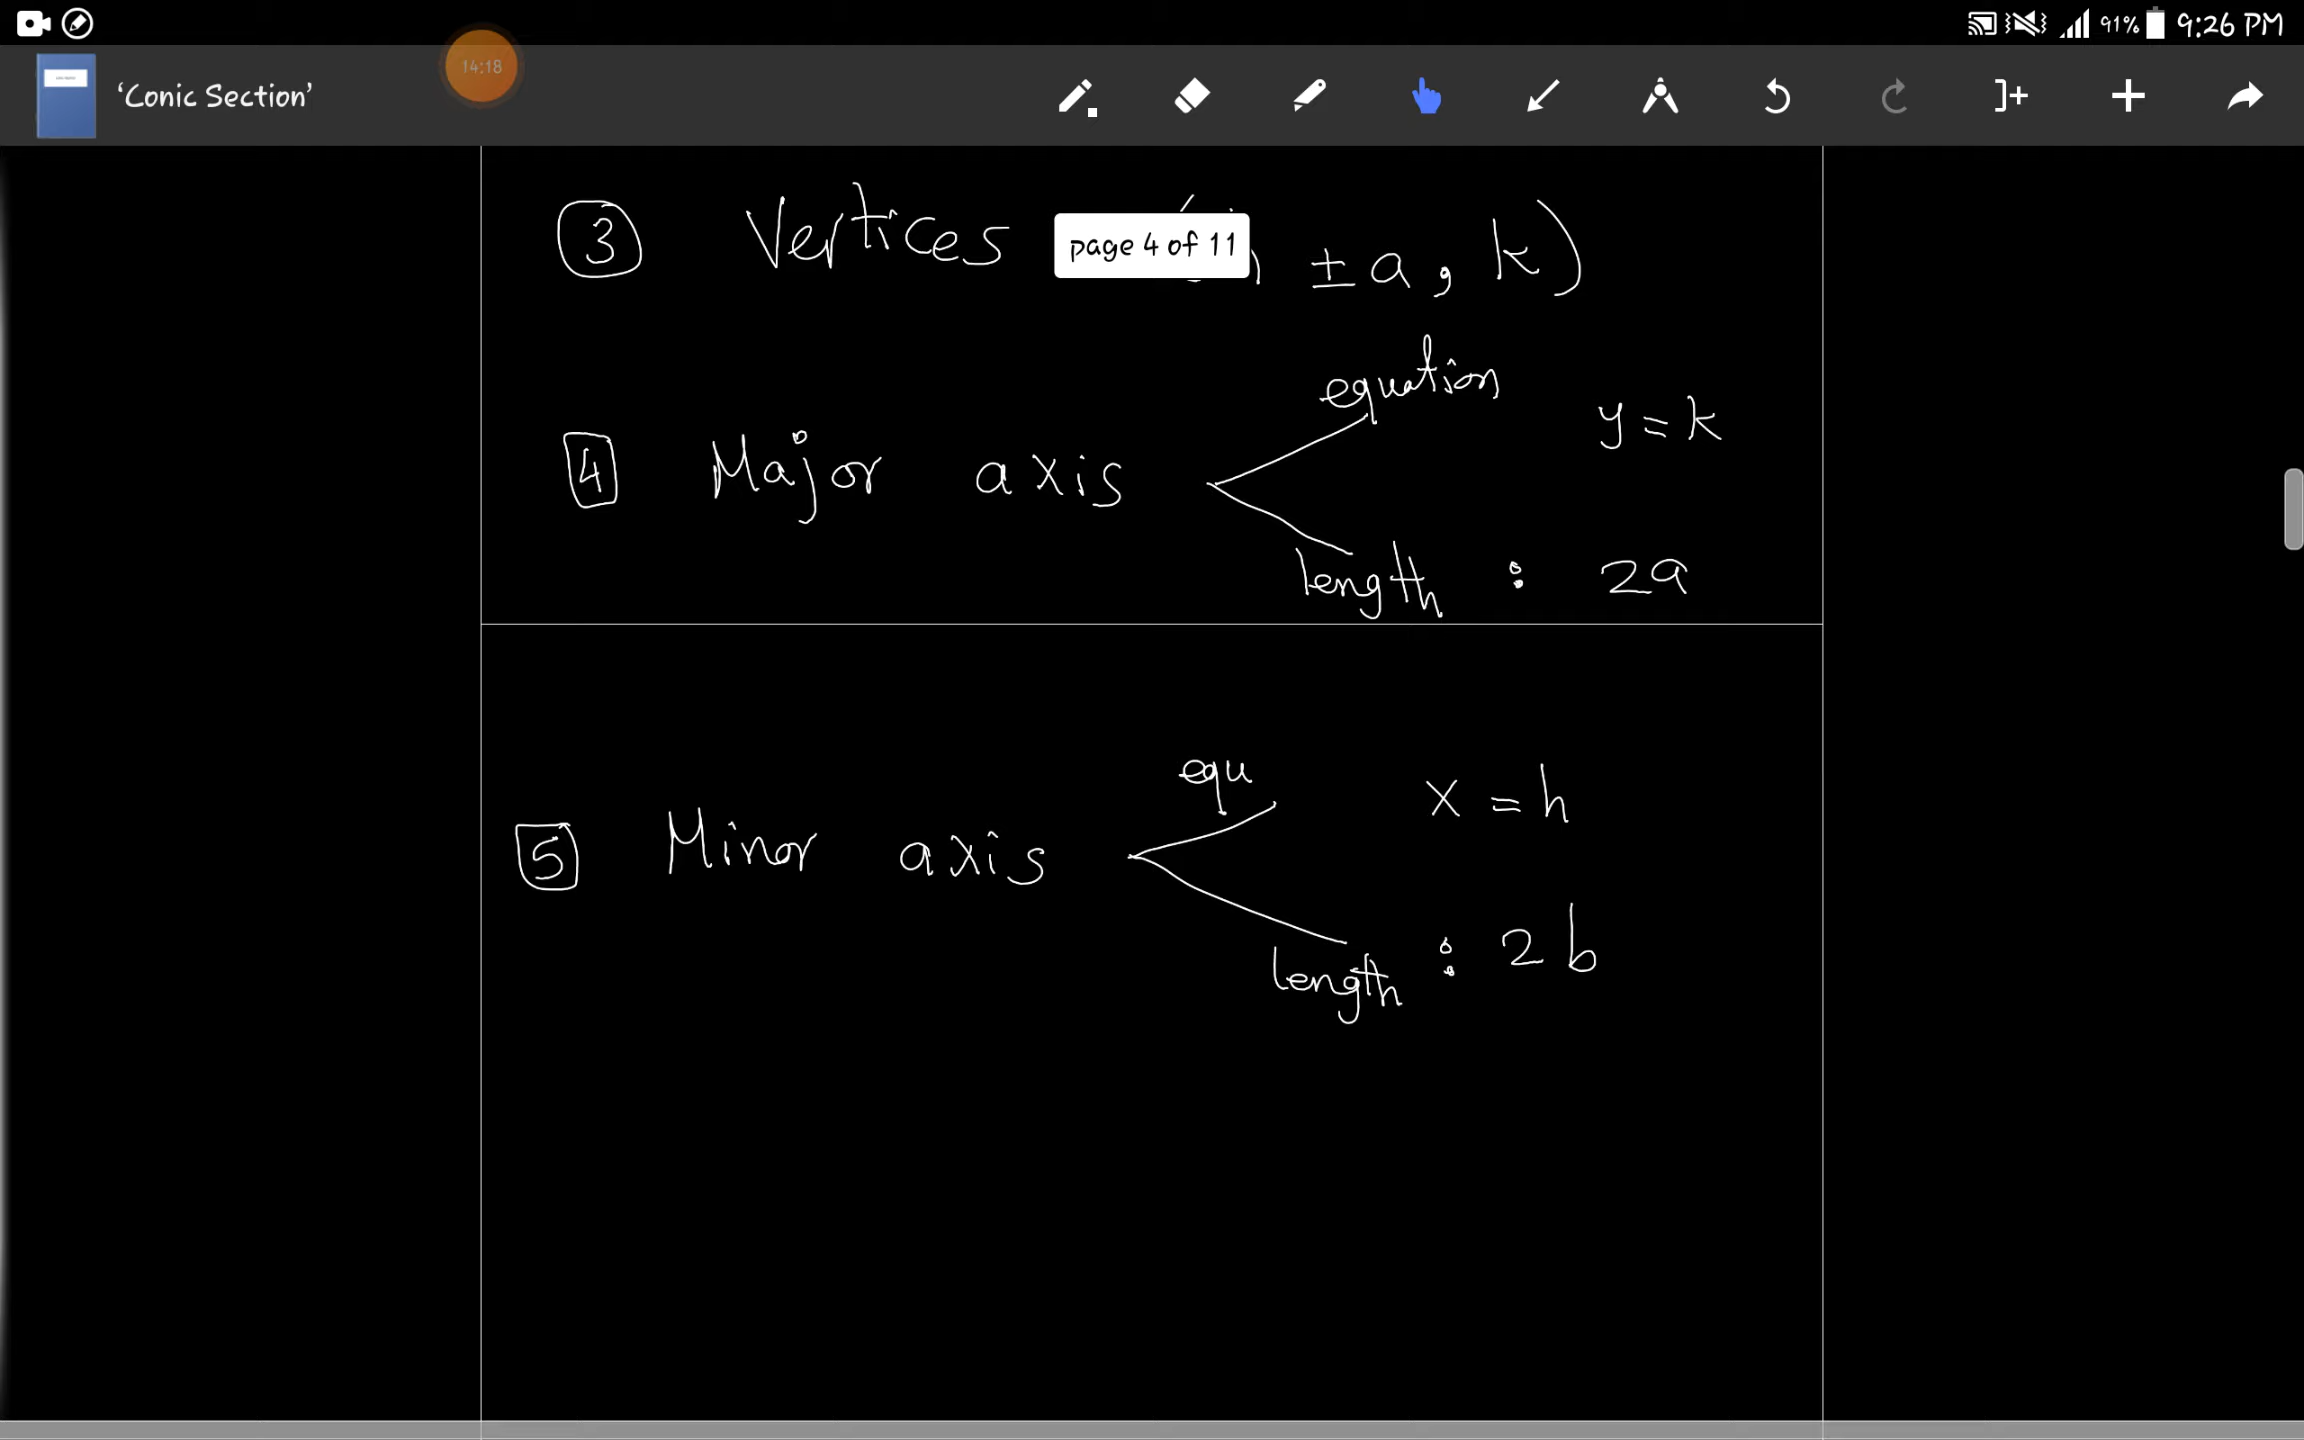 91% 9:26 PM
'Conic Section'
14:18
]+
3 Vertices ±a, k)
page 4 of 11
equation y = k
4 Major axis
length : 2a
equ x = h
5 Minor axis
length : 2b